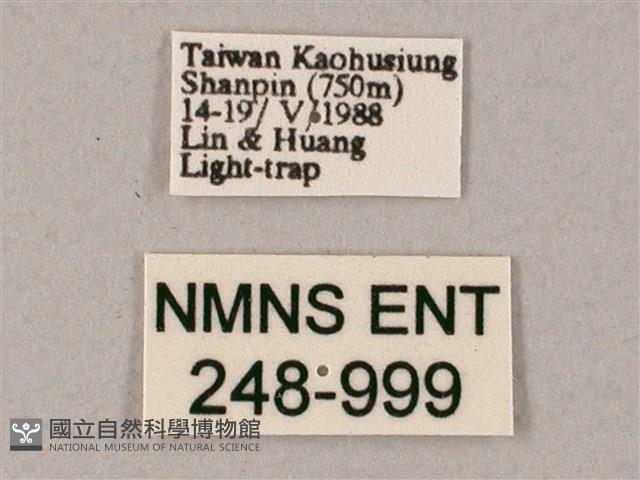 Taiwan Kaohusiung
Shanpin (750m)
14-19/ V/1988
Lin & Huang
Light-trap
NMNS ENT
248-999
國立自然科學博物館
NATIONAL MUSEUM OF NATURAL SCIENCE